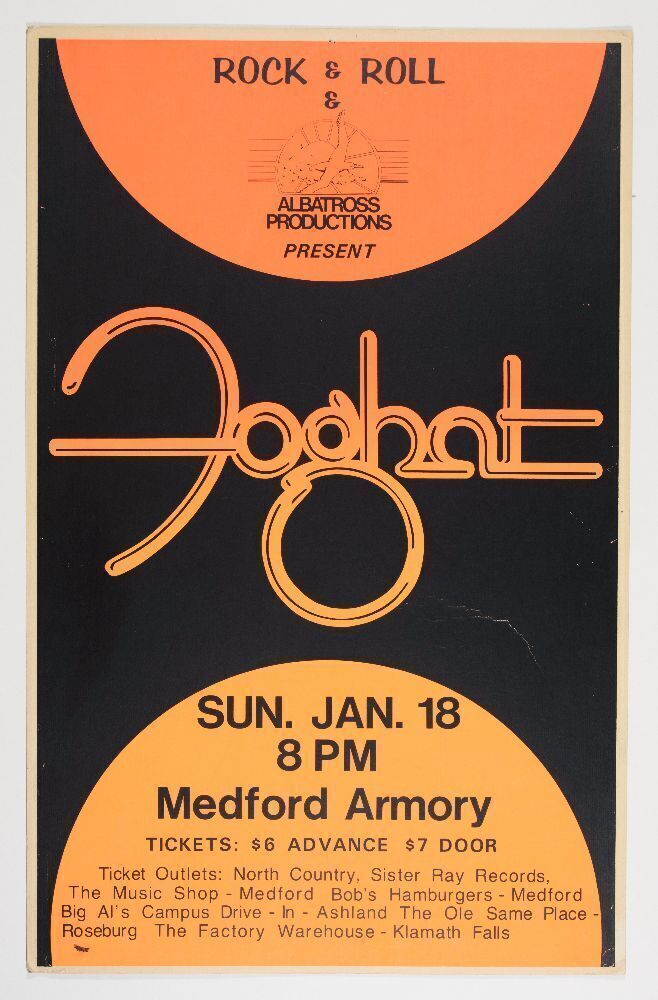 ROCK & ROLL
&
ALBATROSS
PRODUCTIONS
PRESENT
Foghat
SUN. JAN. 18
8 PM
Medford Armory
TICKETS: $6 ADVANCE $7 DOOR
Ticket Outlets: North Country, Sister Ray Records,
The Music Shop - Medford Bob's Hamburgers - Medford
Big Al's Campus Drive - In - Ashland The Ole Same Place -
Roseburg The Factory Warehouse - Klamath Falls